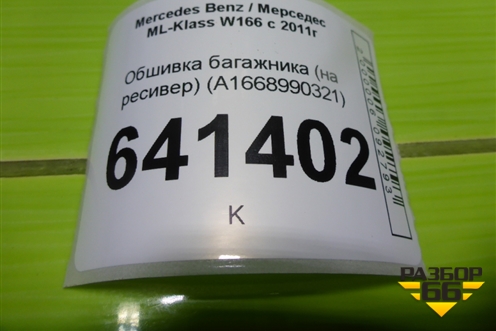 Mercedes Benz / Мерседес
ML-Klass W166 с 2011г
Обшивка багажника (на
ресивер) (A1668990321)
641402
К
РАЗБОР
66